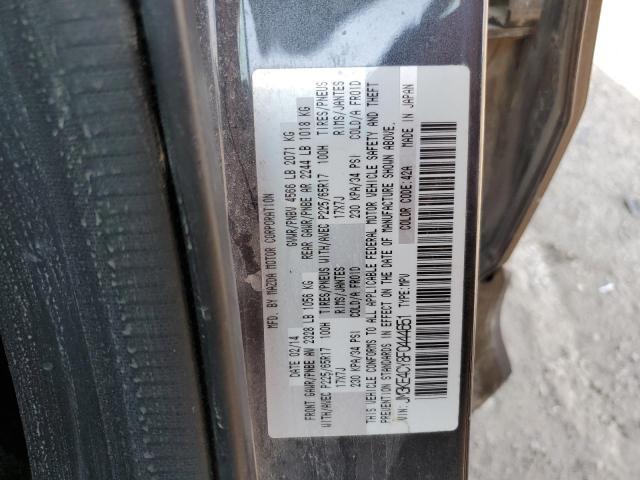 MFD. BY MAZDA MOTOR CORPORATION
DATE 02/14 GVWR/PNBV 4566 LB 2071 KG
FRONT GAWR/PNBE AV 2328 LB 1056 KG REAR GAWR/PNBE AR 2244 LB 1018 KG
WITH/AVEC P225/65R17 100H TIRES/PNEUS WITH/AVEC P225/65R17 100H TIRES/PNEUS
17X7J RIMS/JANTES 17X7J RIMS/JANTES
230 KPA/34 PSI COLD/A FROID 230 KPA/34 PSI COLD/A FROID
THIS VEHICLE CONFORMS TO ALL APPLICABLE FEDERAL MOTOR VEHICLE SAFETY AND THEFT
PREVENTION STANDARDS IN EFFECT ON THE DATE OF MANUFACTURE SHOWN ABOVE.
VIN: JM3KE4CY6F0444551 TYPE:MPV COLOR CODE:42A MADE IN JAPAN